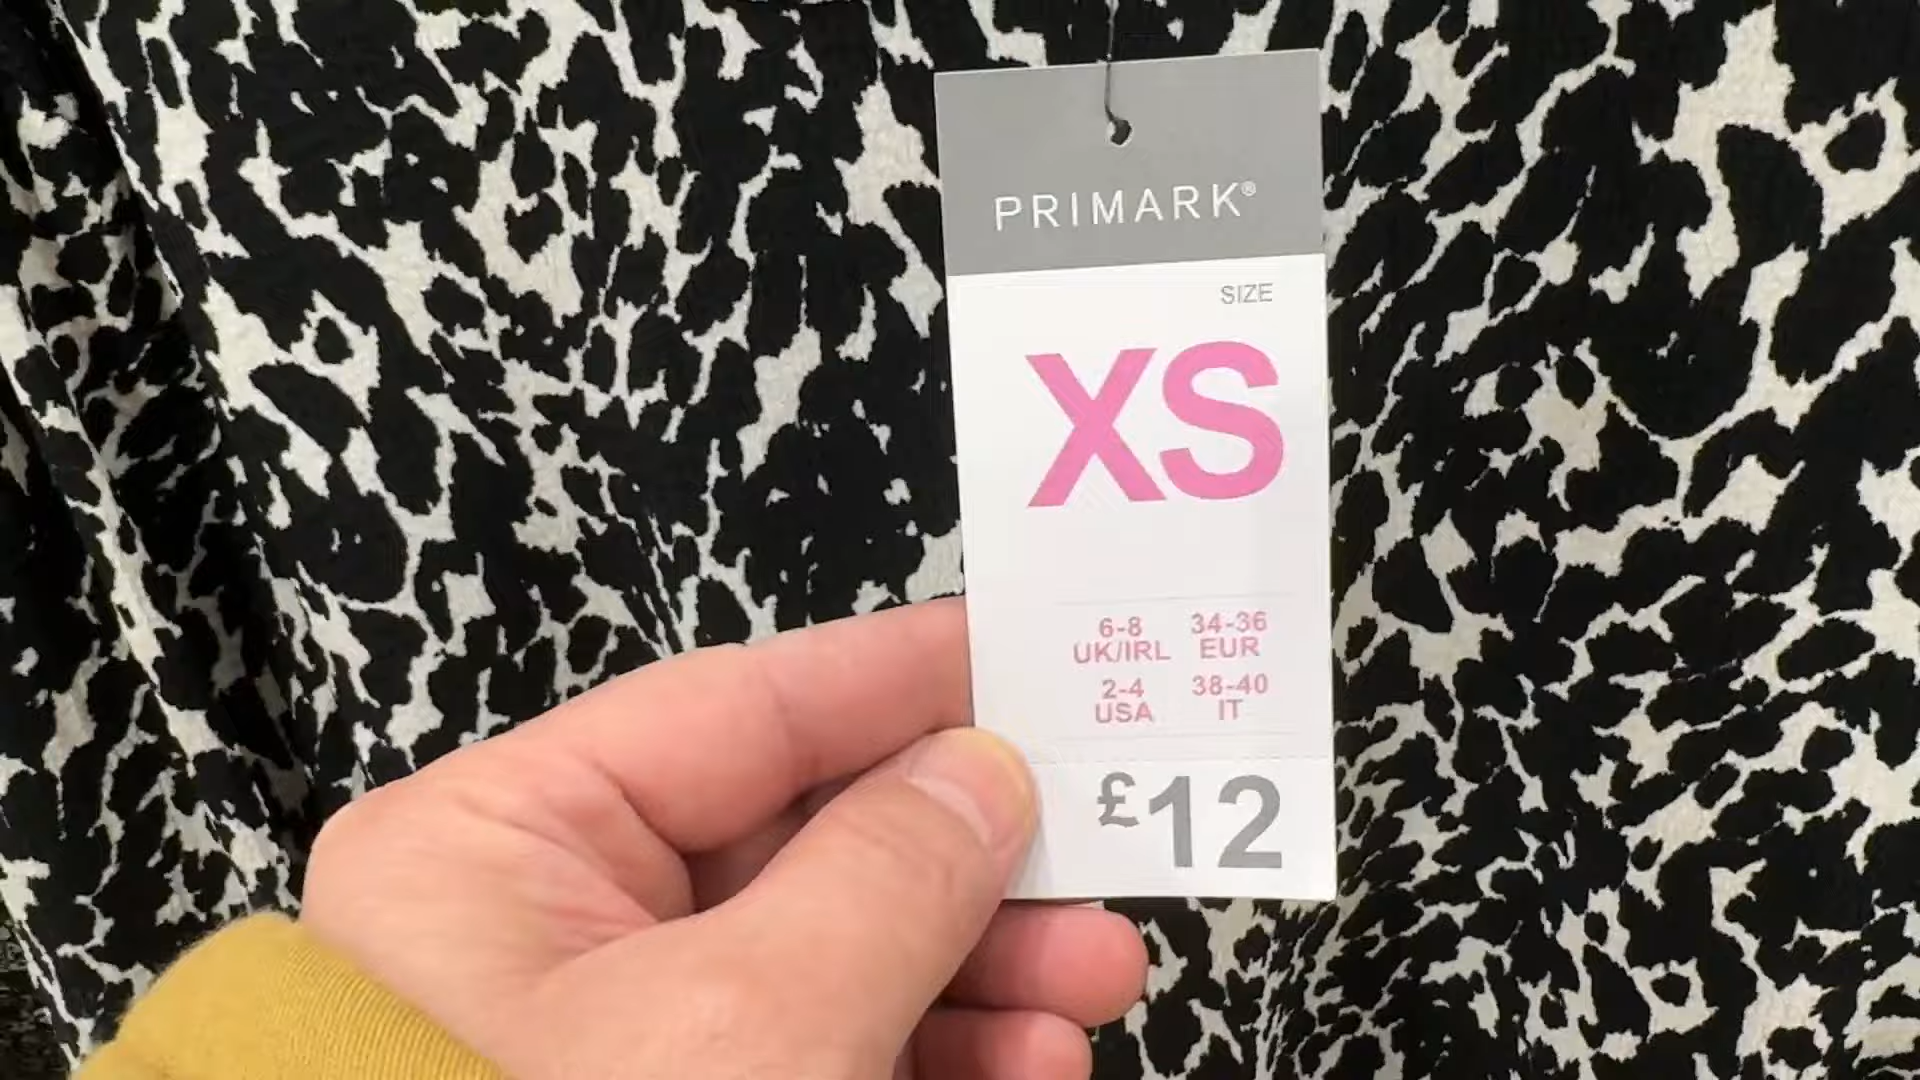 PRIMARK®
SIZE
XS
6-8 34-36
UK/IRL EUR
2-4 38-40
USA IT
£12